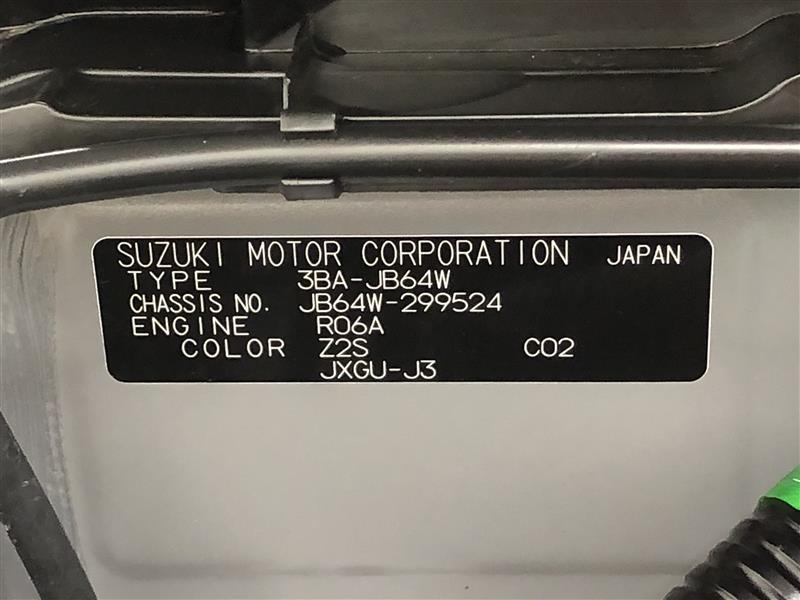 SUZUKI MOTOR CORPORATION JAPAN
TYPE 3BA-JB64W
CHASSIS NO. JB64W-299524
ENGINE R06A
COLOR Z2S C02
JXGU-J3